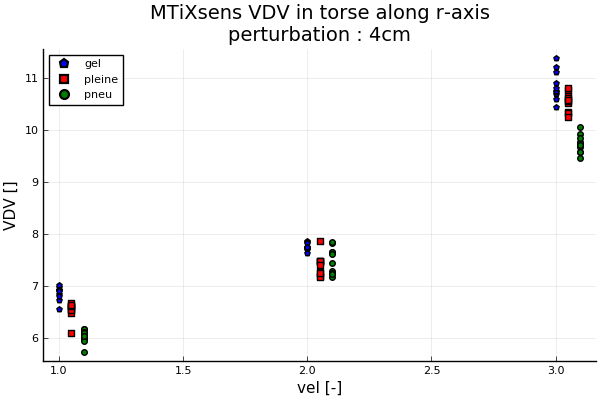 MTiXsens VDV in torse along r-axis
perturbation : 4cm
gel
pleine
pneu
VDV []
11
10
9
8
7
6
1.0
1.5
2.0
2.5
3.0
vel [-]